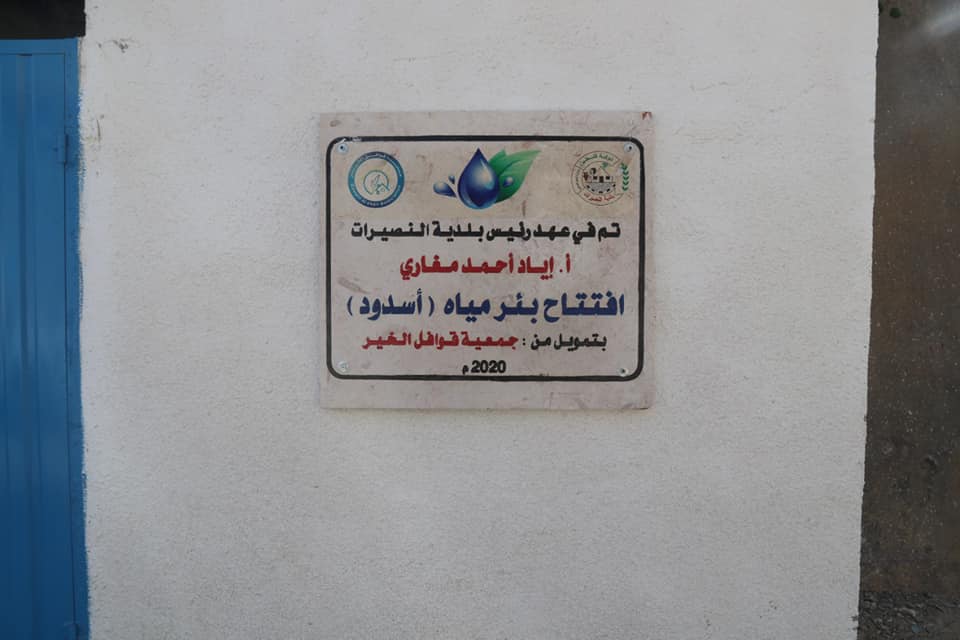 تم في عهد رئيس بلدية النصيرات
أ. إياد أحمد مغاري
افتتاح بئر مياه ( أسدود )
بتمويل من : جمعية قوافل الخير
2020 م